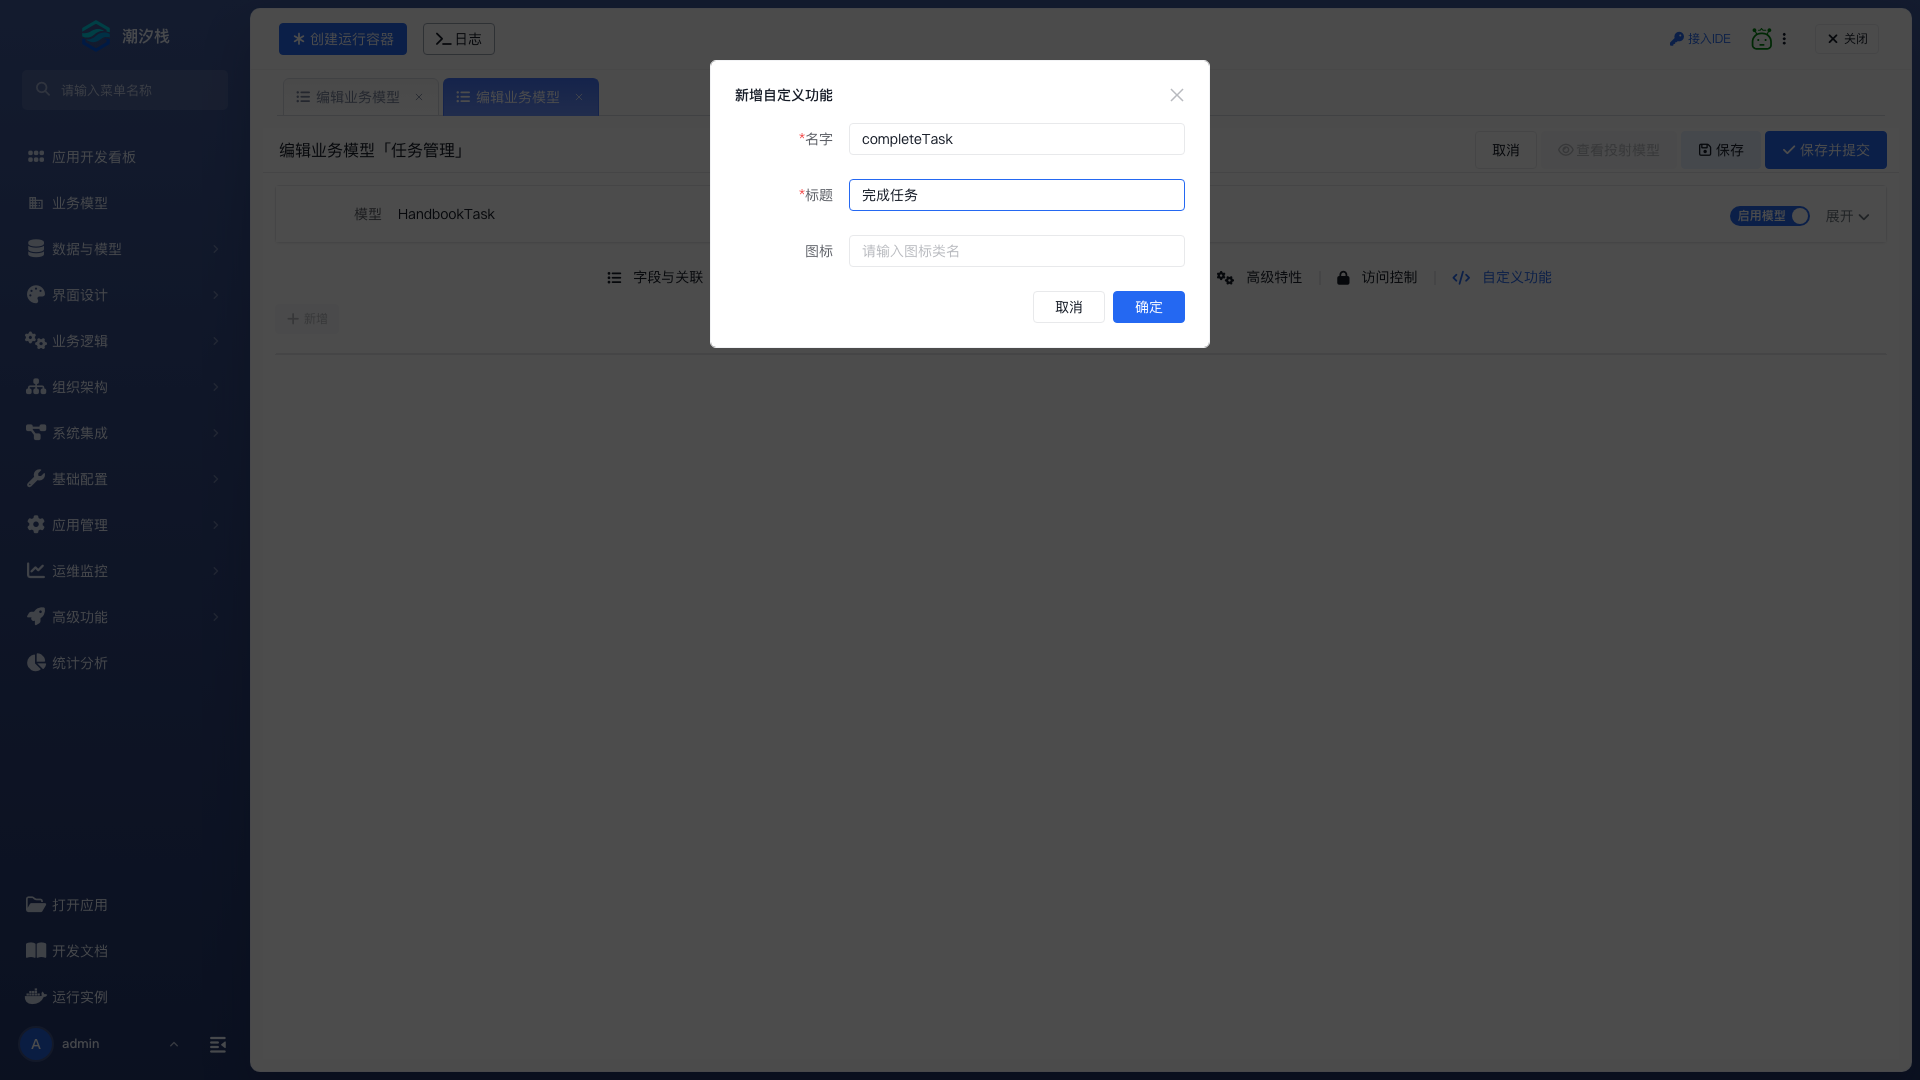 潮汐栈
请输入菜单名称
应用开发看板
业务模型
数据与模型
界面设计
业务逻辑
组织架构
系统集成
基础配置
应用管理
运维监控
高级功能
统计分析
打开应用
开发文档
运行实例
A admin
创建运行容器 日志 接入IDE 关闭
编辑业务模型 编辑业务模型
编辑业务模型「任务管理」 取消 查看投射模型 保存 保存并提交
模型 HandbookTask 启用模型 展开
字段与关联 高级特性 访问控制 自定义功能
新增
新增自定义功能
*名字 completeTask
*标题 完成任务
图标 请输入图标类名
取消 确定